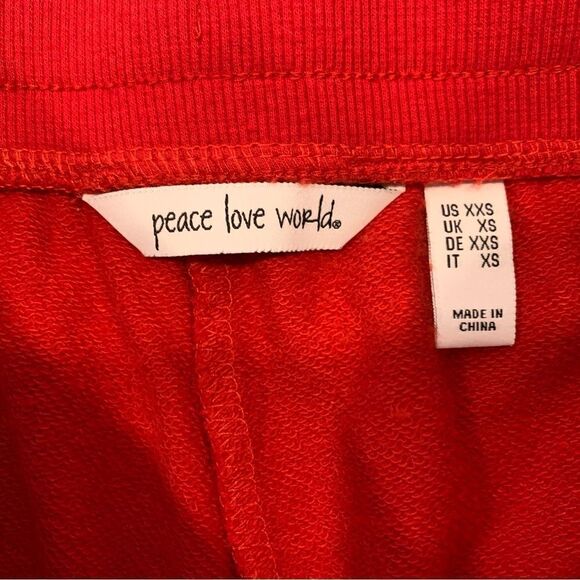 peace love world®
US XXS
UK XS
DE XXS
IT XS
MADE IN
CHINA